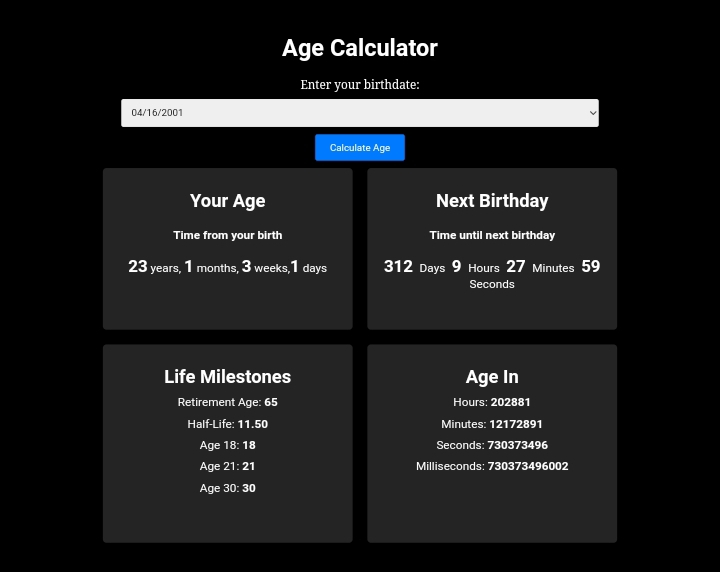 Age Calculator
Enter your birthdate:
04/16/2001
Calculate Age
Your Age
Time from your birth
23 years, 1 months, 3 weeks,1 days
Next Birthday
Time until next birthday
312 Days 9 Hours 27 Minutes 59
Seconds
Life Milestones
Retirement Age: 65
Half-Life: 11.50
Age 18: 18
Age 21: 21
Age 30: 30
Age In
Hours: 202881
Minutes: 12172891
Seconds: 730373496
Milliseconds: 730373496002